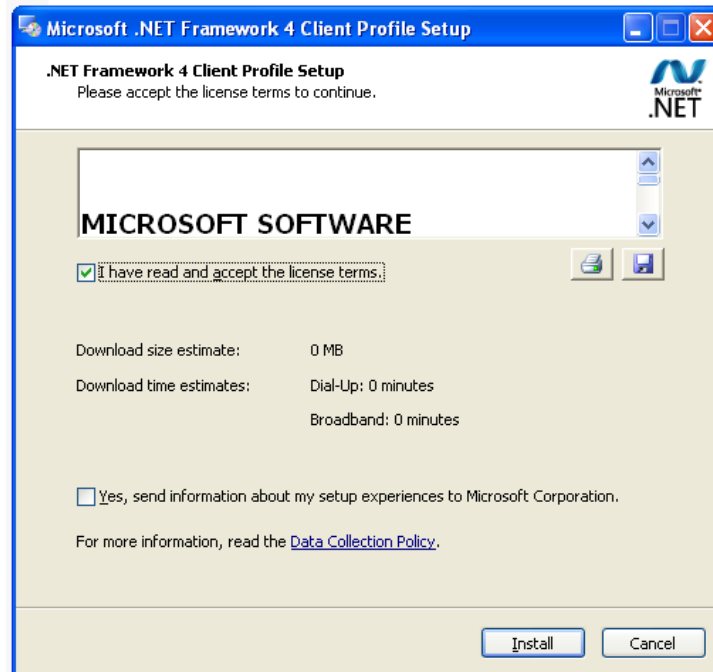 Microsoft .NET Framework 4 Client Profile Setup
.NET Framework 4 Client Profile Setup
Please accept the license terms to continue.
Microsoft®
.NET
MICROSOFT SOFTWARE
I have read and accept the license terms.
Download size estimate: 0 MB
Download time estimates: Dial-Up: 0 minutes
Broadband: 0 minutes
Yes, send information about my setup experiences to Microsoft Corporation.
For more information, read the Data Collection Policy.
Install Cancel